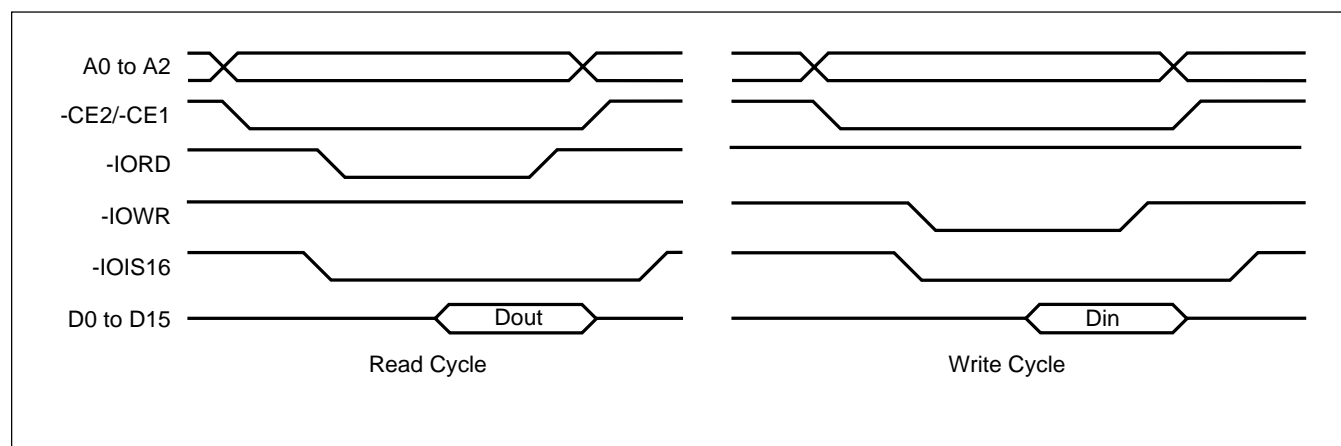 A0 to A2
-CE2/-CE1
-IORD
-IOWR
-IOIS16
D0 to D15
Dout
Din
Read Cycle
Write Cycle